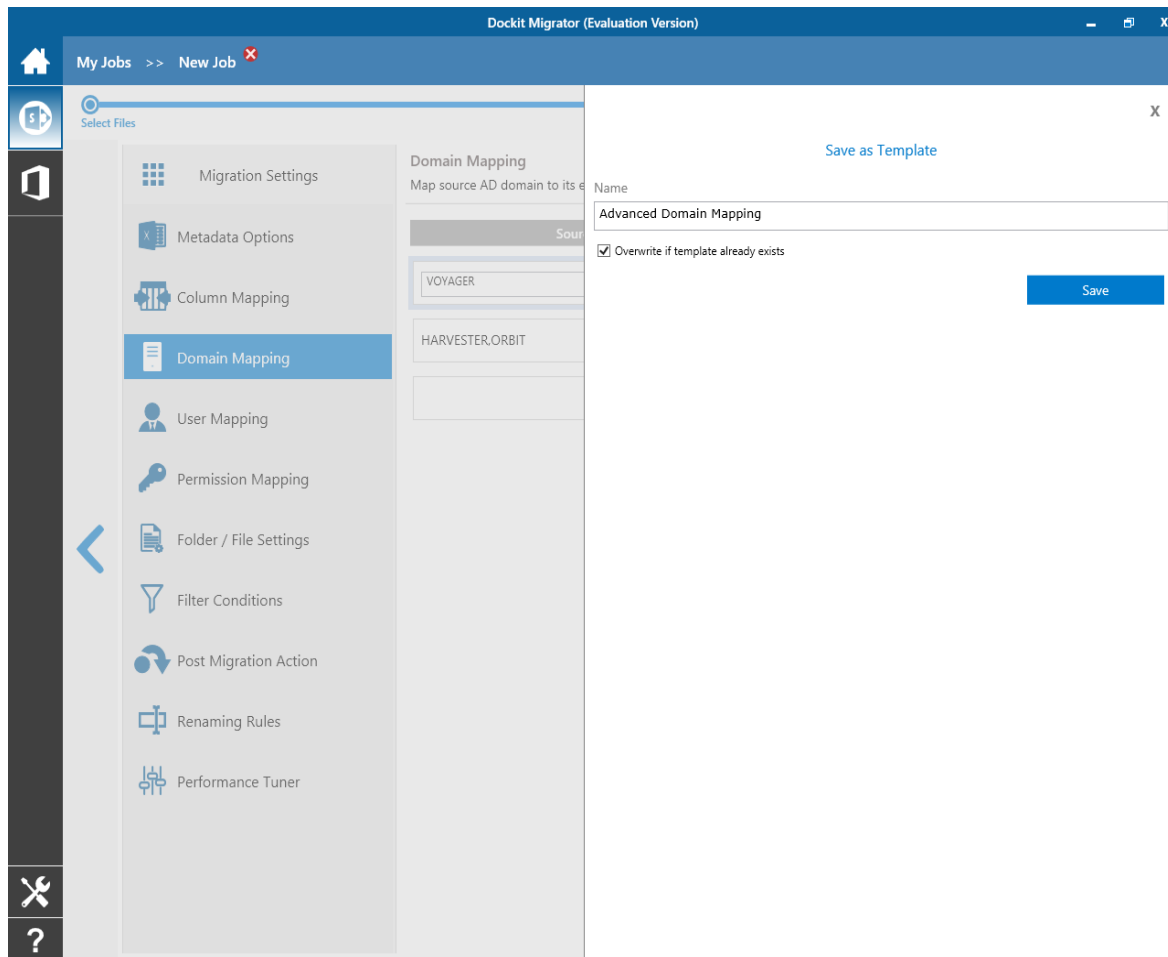 Dockit Migrator (Evaluation Version)
My Jobs >> New Job
Select Files
Migration Settings
Metadata Options
Column Mapping
Domain Mapping
User Mapping
Permission Mapping
Folder / File Settings
Filter Conditions
Post Migration Action
Renaming Rules
Performance Tuner
Domain Mapping
Map source AD domain to its e
Sour
VOYAGER
HARVESTER,ORBIT
X
Save as Template
Name
Advanced Domain Mapping
Overwrite if template already exists
Save
?